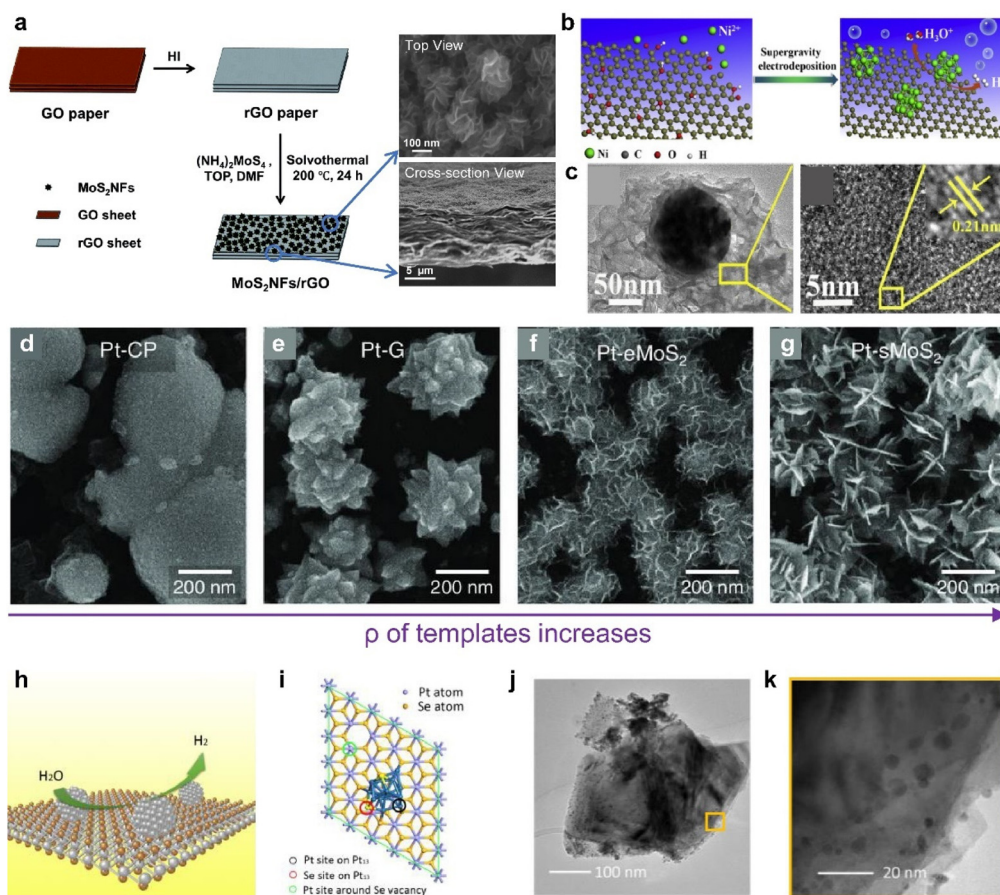 a
GO paper
HI
rGO paper
(NH₄)₂MoS₄ ,
TOP, DMF
Solvothermal
200 ℃, 24 h
MoS₂NFs
GO sheet
rGO sheet
MoS₂NFs/rGO
Top View
100 nm
Cross-section View
5 μm
b
Ni²⁺
Supergravity
electrodeposition
H₃O⁺
H
Ni
C
O
H
c
50nm
0.21nm
5nm
d
Pt-CP
200 nm
e
Pt-G
200 nm
f
Pt-eMoS₂
200 nm
g
Pt-sMoS₂
200 nm
ρ of templates increases
h
H₂O
H₂
i
Pt atom
Se atom
Pt site on Pt₁₃
Se site on Pt₁₃
Pt site around Se vacancy
j
100 nm
k
20 nm